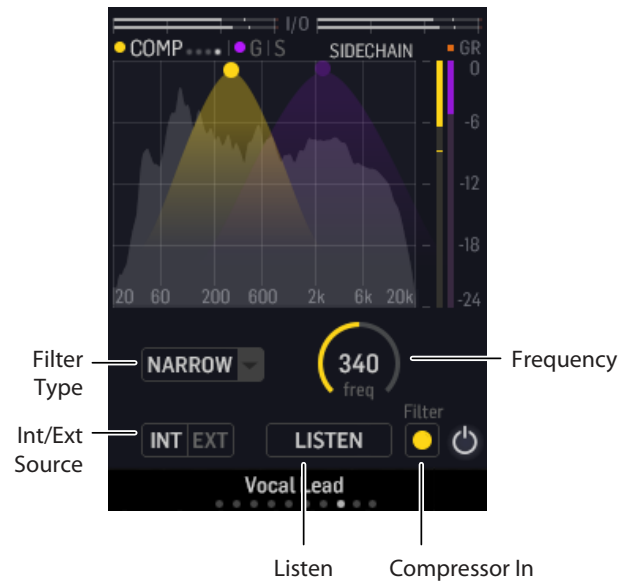 I/O
COMP G|S SIDECHAIN GR
0
-6
-12
-18
-24
20 60 200 600 2k 6k 20k
Filter
Type
NARROW
340
freq
Frequency
Int/Ext
Source
INT EXT
LISTEN
Filter
Vocal Lead
Listen
Compressor In